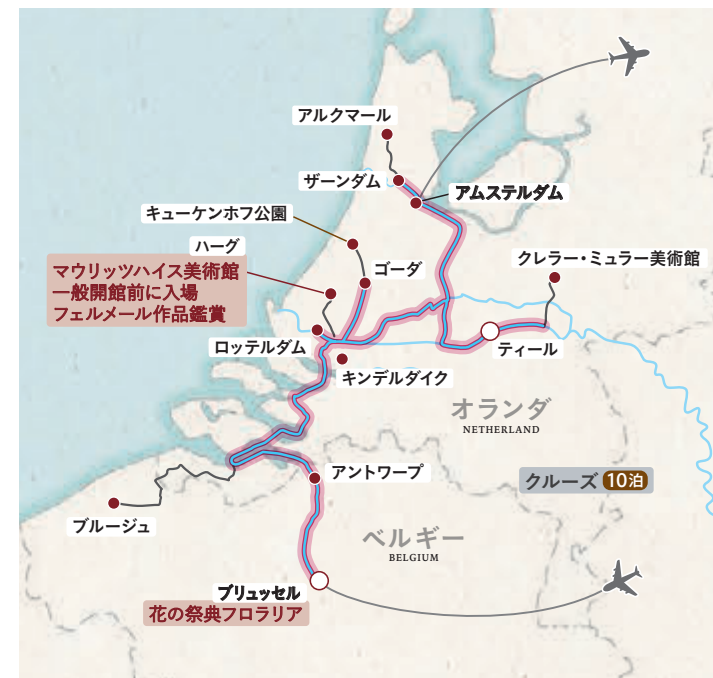 アルクマール
ザーンダム
アムステルダム
キューケンホフ公園
ハーグ
マウリッツハイス美術館
一般開館前に入場
フェルメール作品鑑賞
ゴーダ
クレラー・ミュラー美術館
ロッテルダム
ティール
キンデルダイク
オランダ
NETHERLAND
クルーズ 10泊
アントワープ
ブルージュ
ベルギー
BELGIUM
ブリュッセル
花の祭典フロラリア